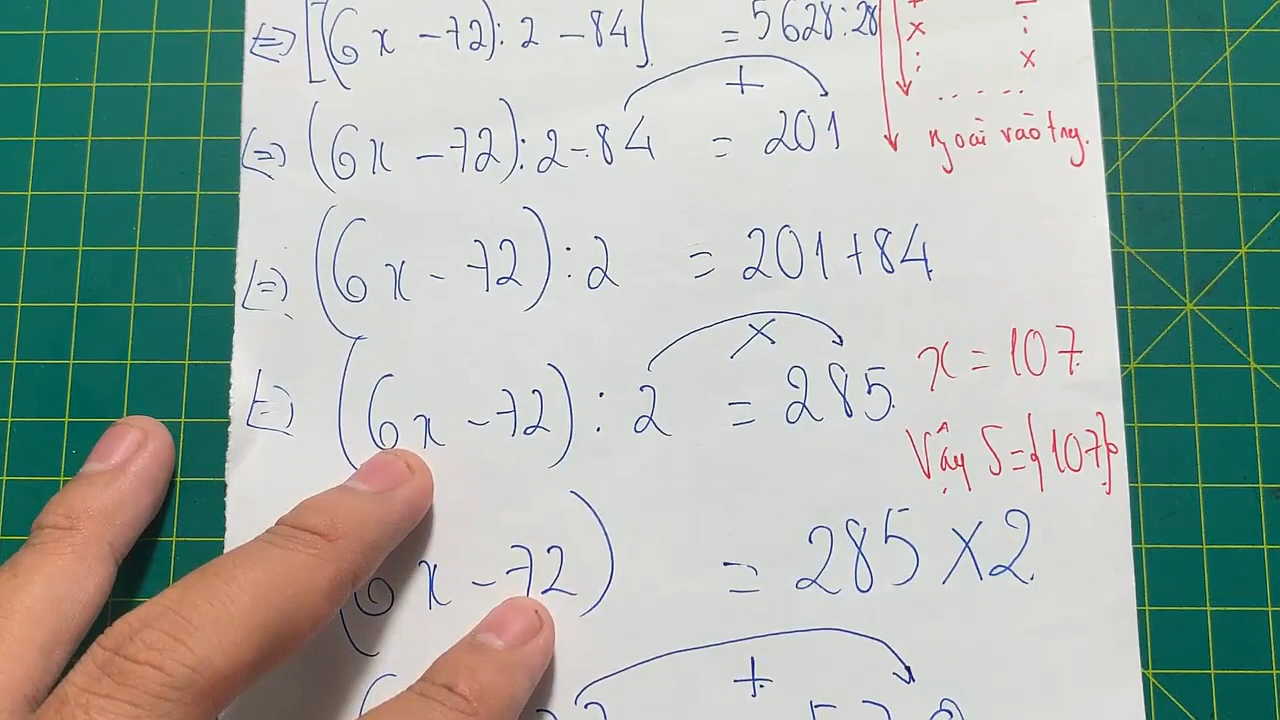 ⇔ [(6x - 72) : 2 - 84] = 5628 : 28
x :
: x
. . . . .
ngoài vào trg.
+
⇔ (6x - 72) : 2 - 84 = 201
⇔ (6x - 72) : 2 = 201 + 84
x
⇔ (6x - 72) : 2 = 285
x = 107
Vậy S = {107}
(6x - 72) = 285 x 2
+